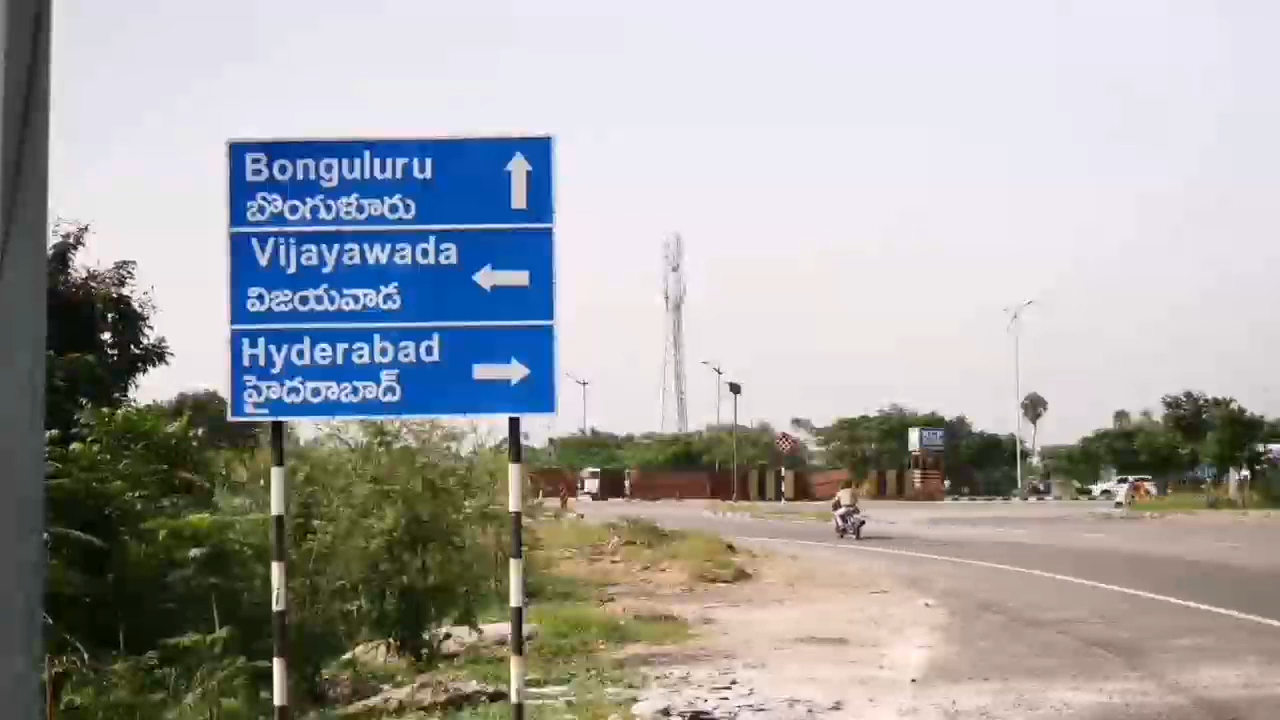 Bonguluru
బొంగుళూరు
Vijayawada
విజయవాడ
Hyderabad
హైదరాబాద్